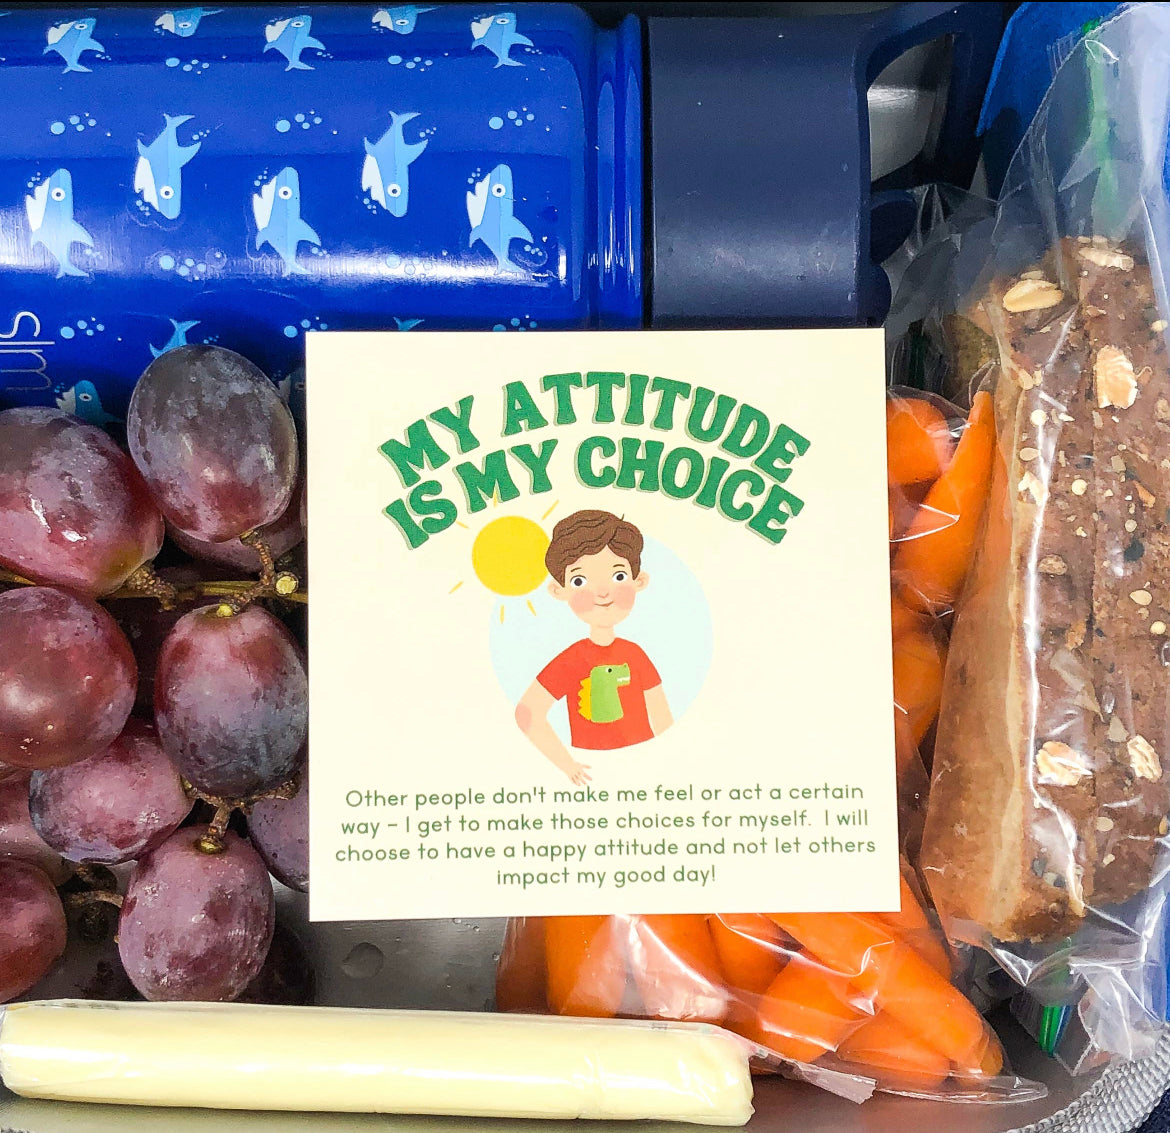 MY ATTITUDE
IS MY CHOICE
Other people don't make me feel or act a certain
way – I get to make those choices for myself. I will
choose to have a happy attitude and not let others
impact my good day!